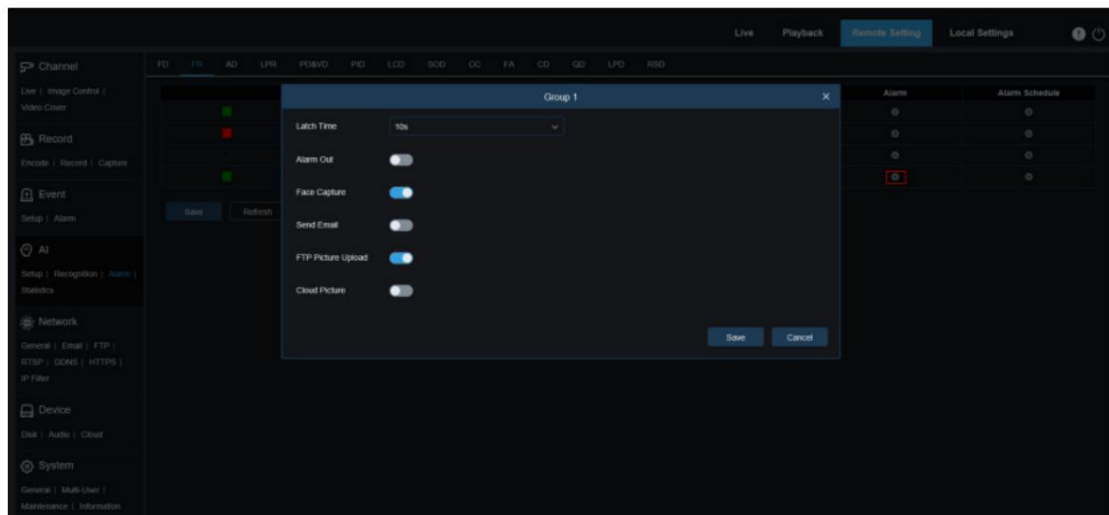 Live Playback Remote Setting Local Settings
Channel
Live | Image Control |
Video Cover
Record
Encode | Record | Capture
Event
Setup | Alarm
AI
Setup | Recognition | Alarm |
Statistics
Network
General | Email | FTP |
RTSP | DDNS | HTTPS |
IP Filter
Device
Disk | Audio | Cloud
System
General | Multi-User |
Maintenance | Information
FD FR AD LPR PD&VD PID LCD SOD CC FA CD QD LPD RSD
Alarm Alarm Schedule
Save Refresh
Group 1
Latch Time 10s
Alarm Out
Face Capture
Send Email
FTP Picture Upload
Cloud Picture
Save Cancel